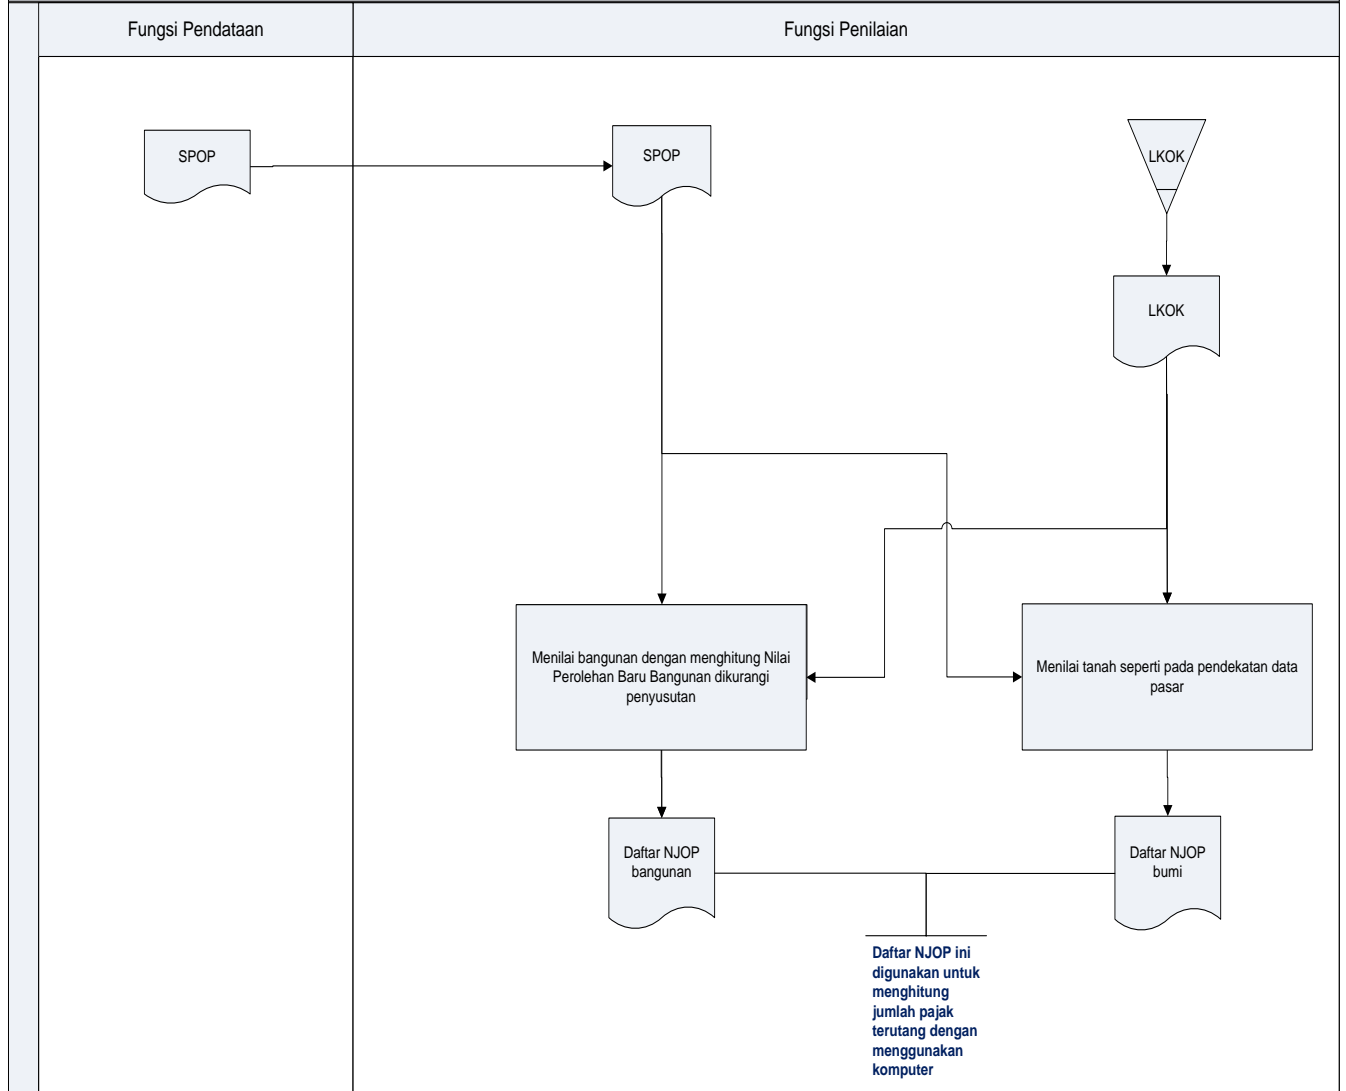 Fungsi Pendataan
Fungsi Penilaian
SPOP
SPOP
LKOK
LKOK
Menilai bangunan dengan menghitung Nilai
Perolehan Baru Bangunan dikurangi
penyusutan
Menilai tanah seperti pada pendekatan data
pasar
Daftar NJOP
bangunan
Daftar NJOP
bumi
Daftar NJOP ini
digunakan untuk
menghitung
jumlah pajak
terutang dengan
menggunakan
komputer